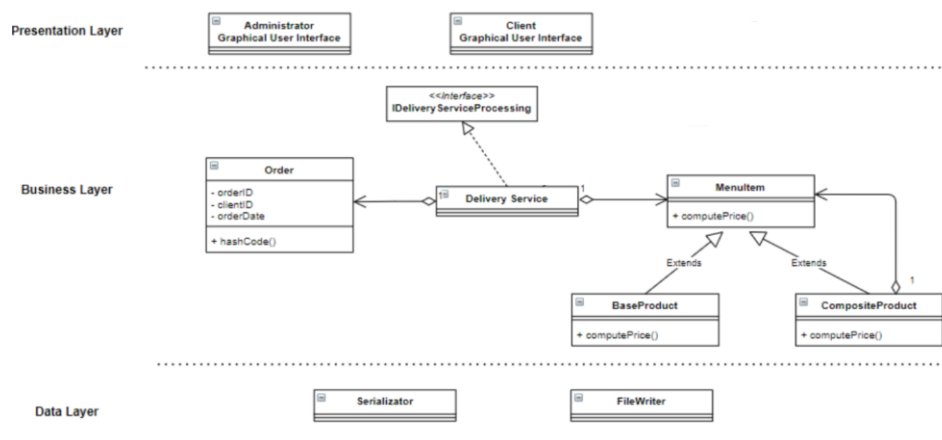 Presentation Layer
Administrator
Graphical User Interface
Client
Graphical User Interface
<<interface>>
IDeliveryServiceProcessing
Business Layer
Order
- orderID
- clientID
- orderDate
+ hashCode()
1
Delivery Service
1
MenuItem
+ computePrice()
Extends
Extends
1
BaseProduct
+ computePrice()
CompositeProduct
+ computePrice()
Data Layer
Serializator
FileWriter